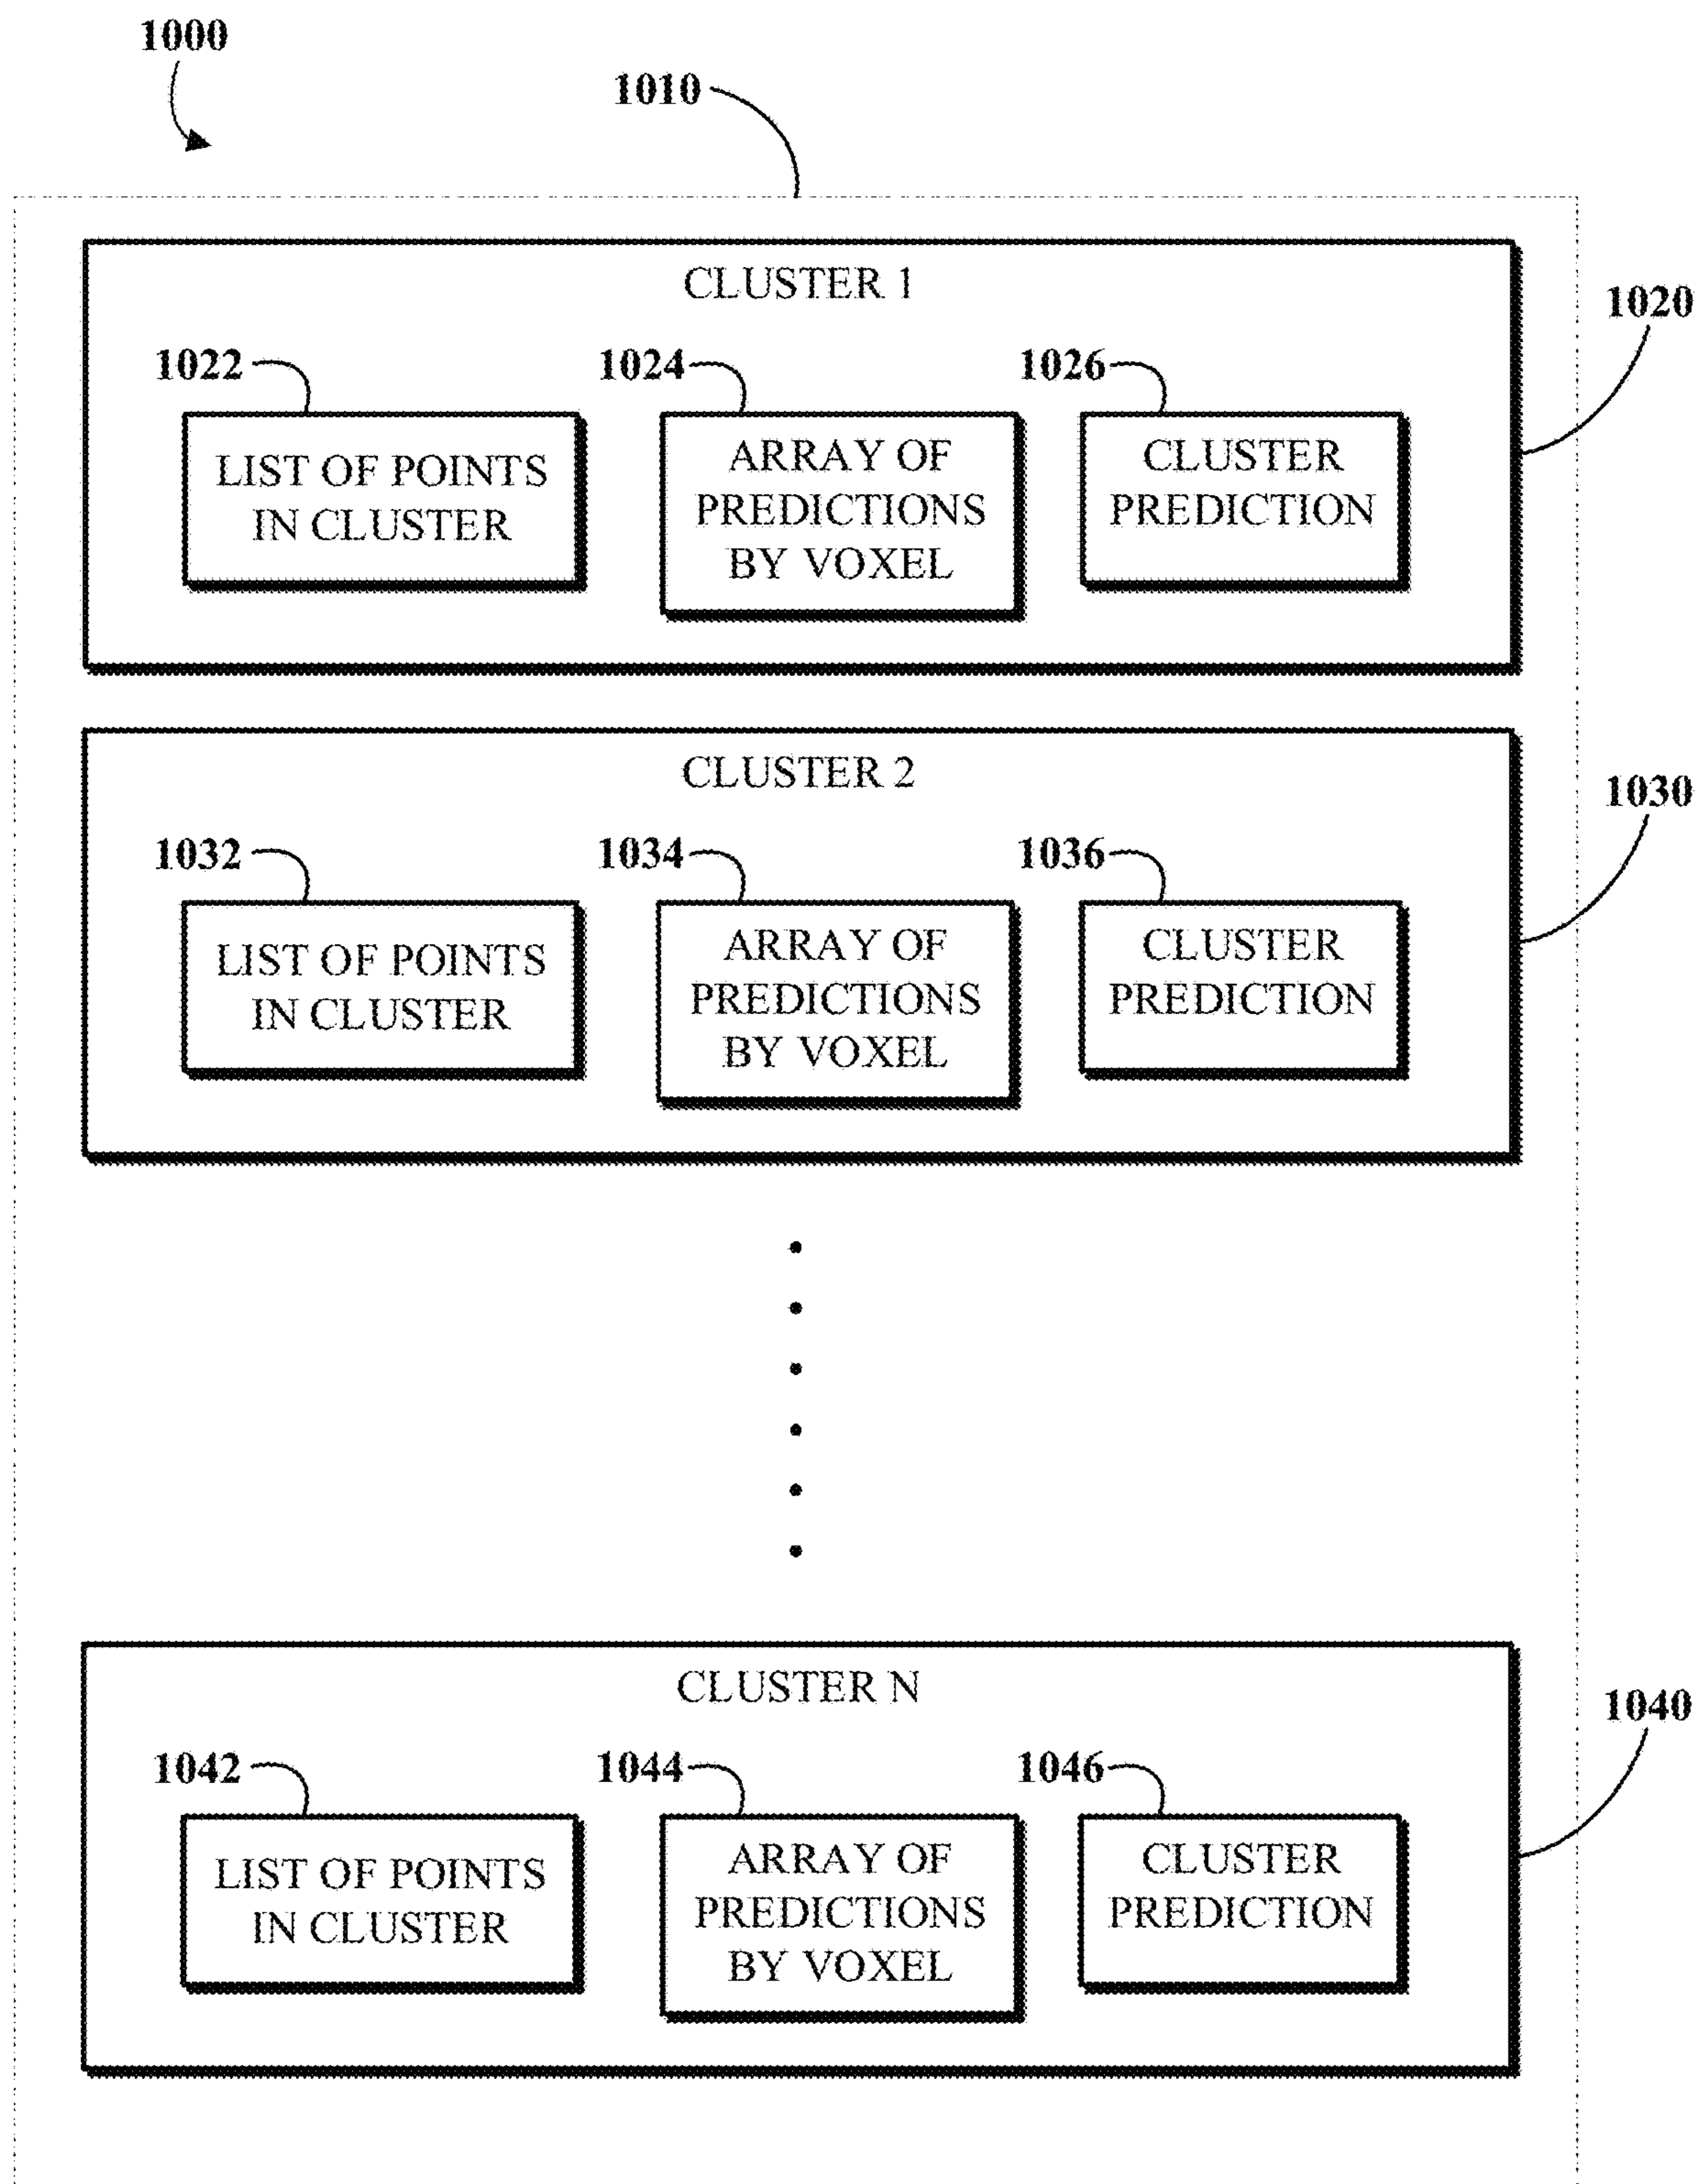 1000
1010
CLUSTER 1
1020
1022
1024
1026
LIST OF POINTS
IN CLUSTER
ARRAY OF
PREDICTIONS
BY VOXEL
CLUSTER
PREDICTION
CLUSTER 2
1030
1032
1034
1036
LIST OF POINTS
IN CLUSTER
ARRAY OF
PREDICTIONS
BY VOXEL
CLUSTER
PREDICTION
CLUSTER N
1040
1042
1044
1046
LIST OF POINTS
IN CLUSTER
ARRAY OF
PREDICTIONS
BY VOXEL
CLUSTER
PREDICTION